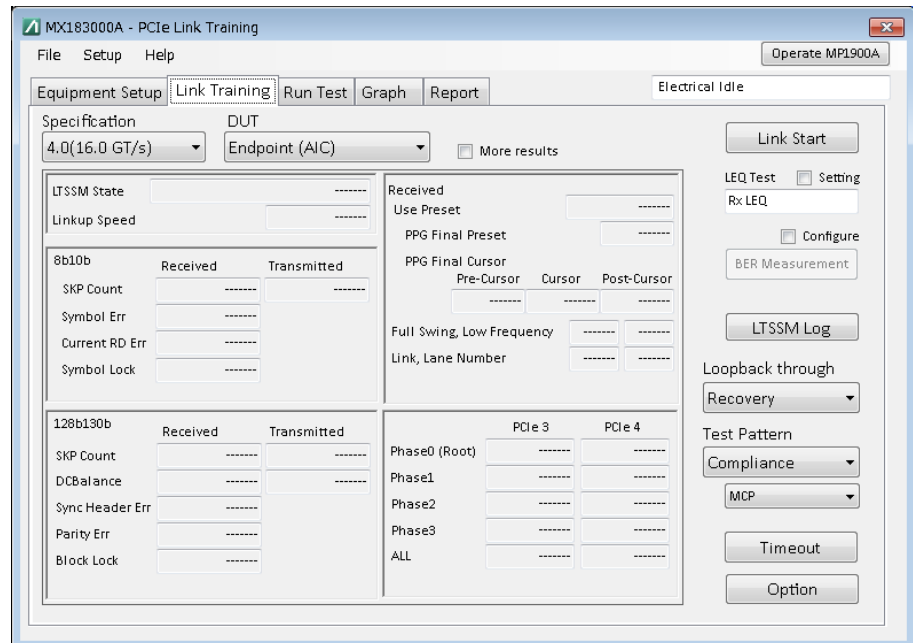 MX183000A - PCIe Link Training
File Setup Help
Operate MP1900A
Equipment Setup Link Training Run Test Graph Report
Electrical Idle
Specification DUT
4.0(16.0 GT/s) Endpoint (AIC) More results
Link Start
LEQ Test Setting
Rx LEQ
Configure
BER Measurement
LTSSM Log
Loopback through
Recovery
Test Pattern
Compliance
MCP
Timeout
Option
LTSSM State -------
Linkup Speed -------
8b10b Received Transmitted
SKP Count ------- -------
Symbol Err -------
Current RD Err -------
Symbol Lock -------
128b130b Received Transmitted
SKP Count ------- -------
DCBalance ------- -------
Sync Header Err -------
Parity Err -------
Block Lock -------
Received
Use Preset -------
PPG Final Preset -------
PPG Final Cursor
Pre-Cursor Cursor Post-Cursor
------- ------- -------
Full Swing, Low Frequency ------- -------
Link, Lane Number ------- -------
PCIe 3 PCIe 4
Phase0 (Root) ------- -------
Phase1 ------- -------
Phase2 ------- -------
Phase3 ------- -------
ALL ------- -------